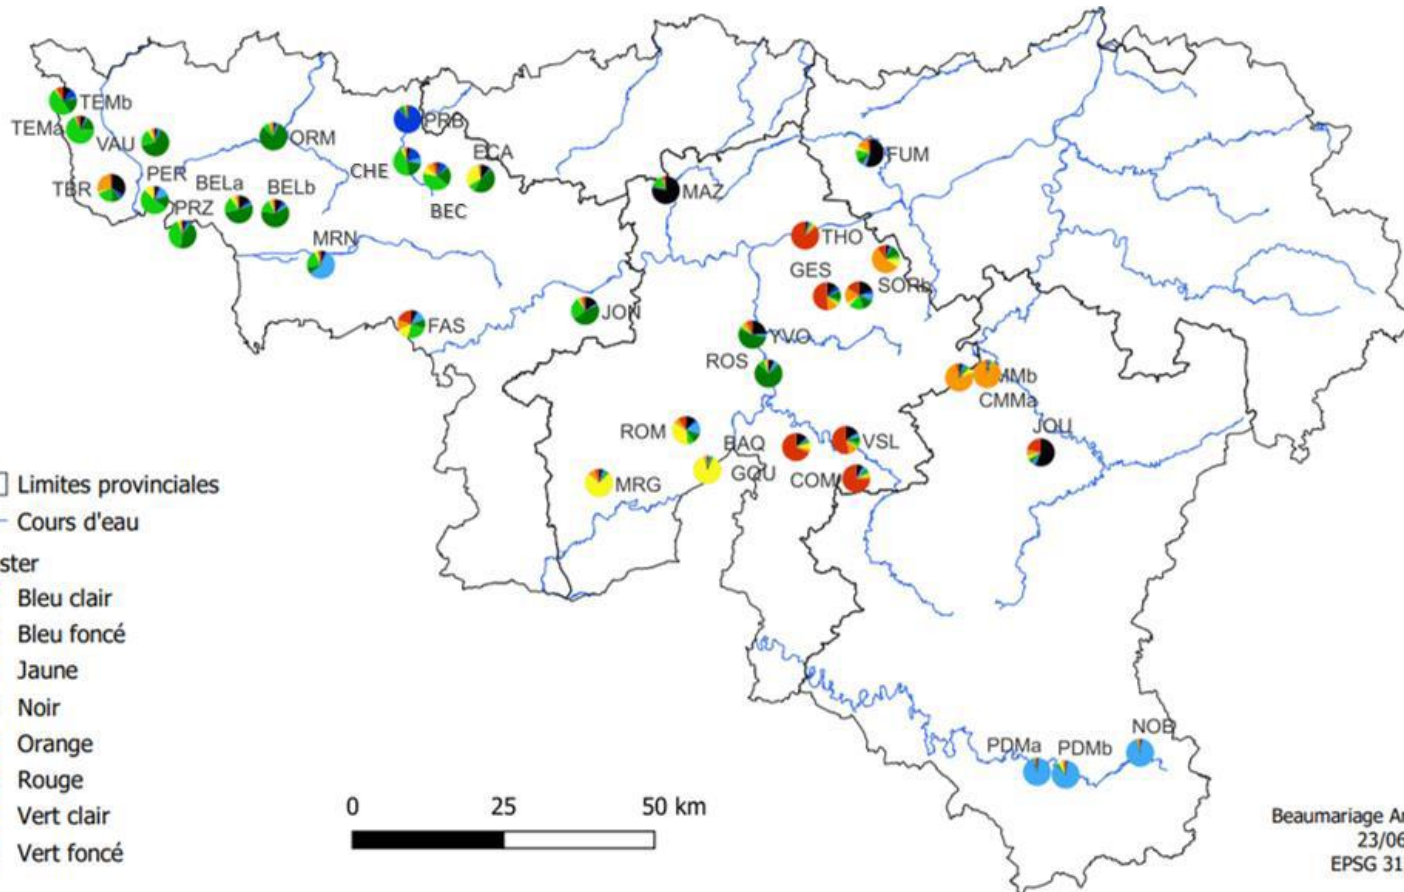 TEMb
TEMa
VAU
ORM
PRB
TBR
PER
BELa
BELb
CHE
ECA
BEC
FUM
MAZ
PRZ
MRN
THO
GES
SORb
FAS
JON
YVO
ROS
MMb
CMMa
JOU
ROM
BAQ
VSL
MRG
GOU
COM
Limites provinciales
Cours d'eau
ster
Bleu clair
Bleu foncé
Jaune
Noir
Orange
Rouge
Vert clair
Vert foncé
NOB
PDMa
PDMb
0 25 50 km
Beaumariage Ar
23/06
EPSG 31